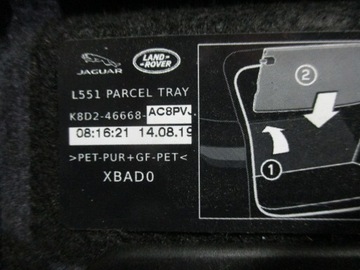 JAGUAR
LAND-
ROVER
L551 PARCEL TRAY
K8D2-46668-AC8PV
08:16:21 14.08.19
>PET-PUR+GF-PET<
XBAD0
1
2